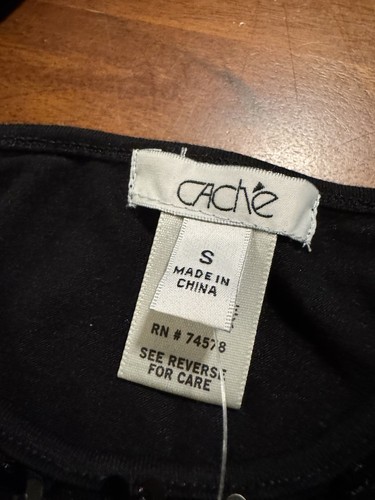 CAché
S
MADE IN
CHINA
RN # 74578
SEE REVERSE
FOR CARE